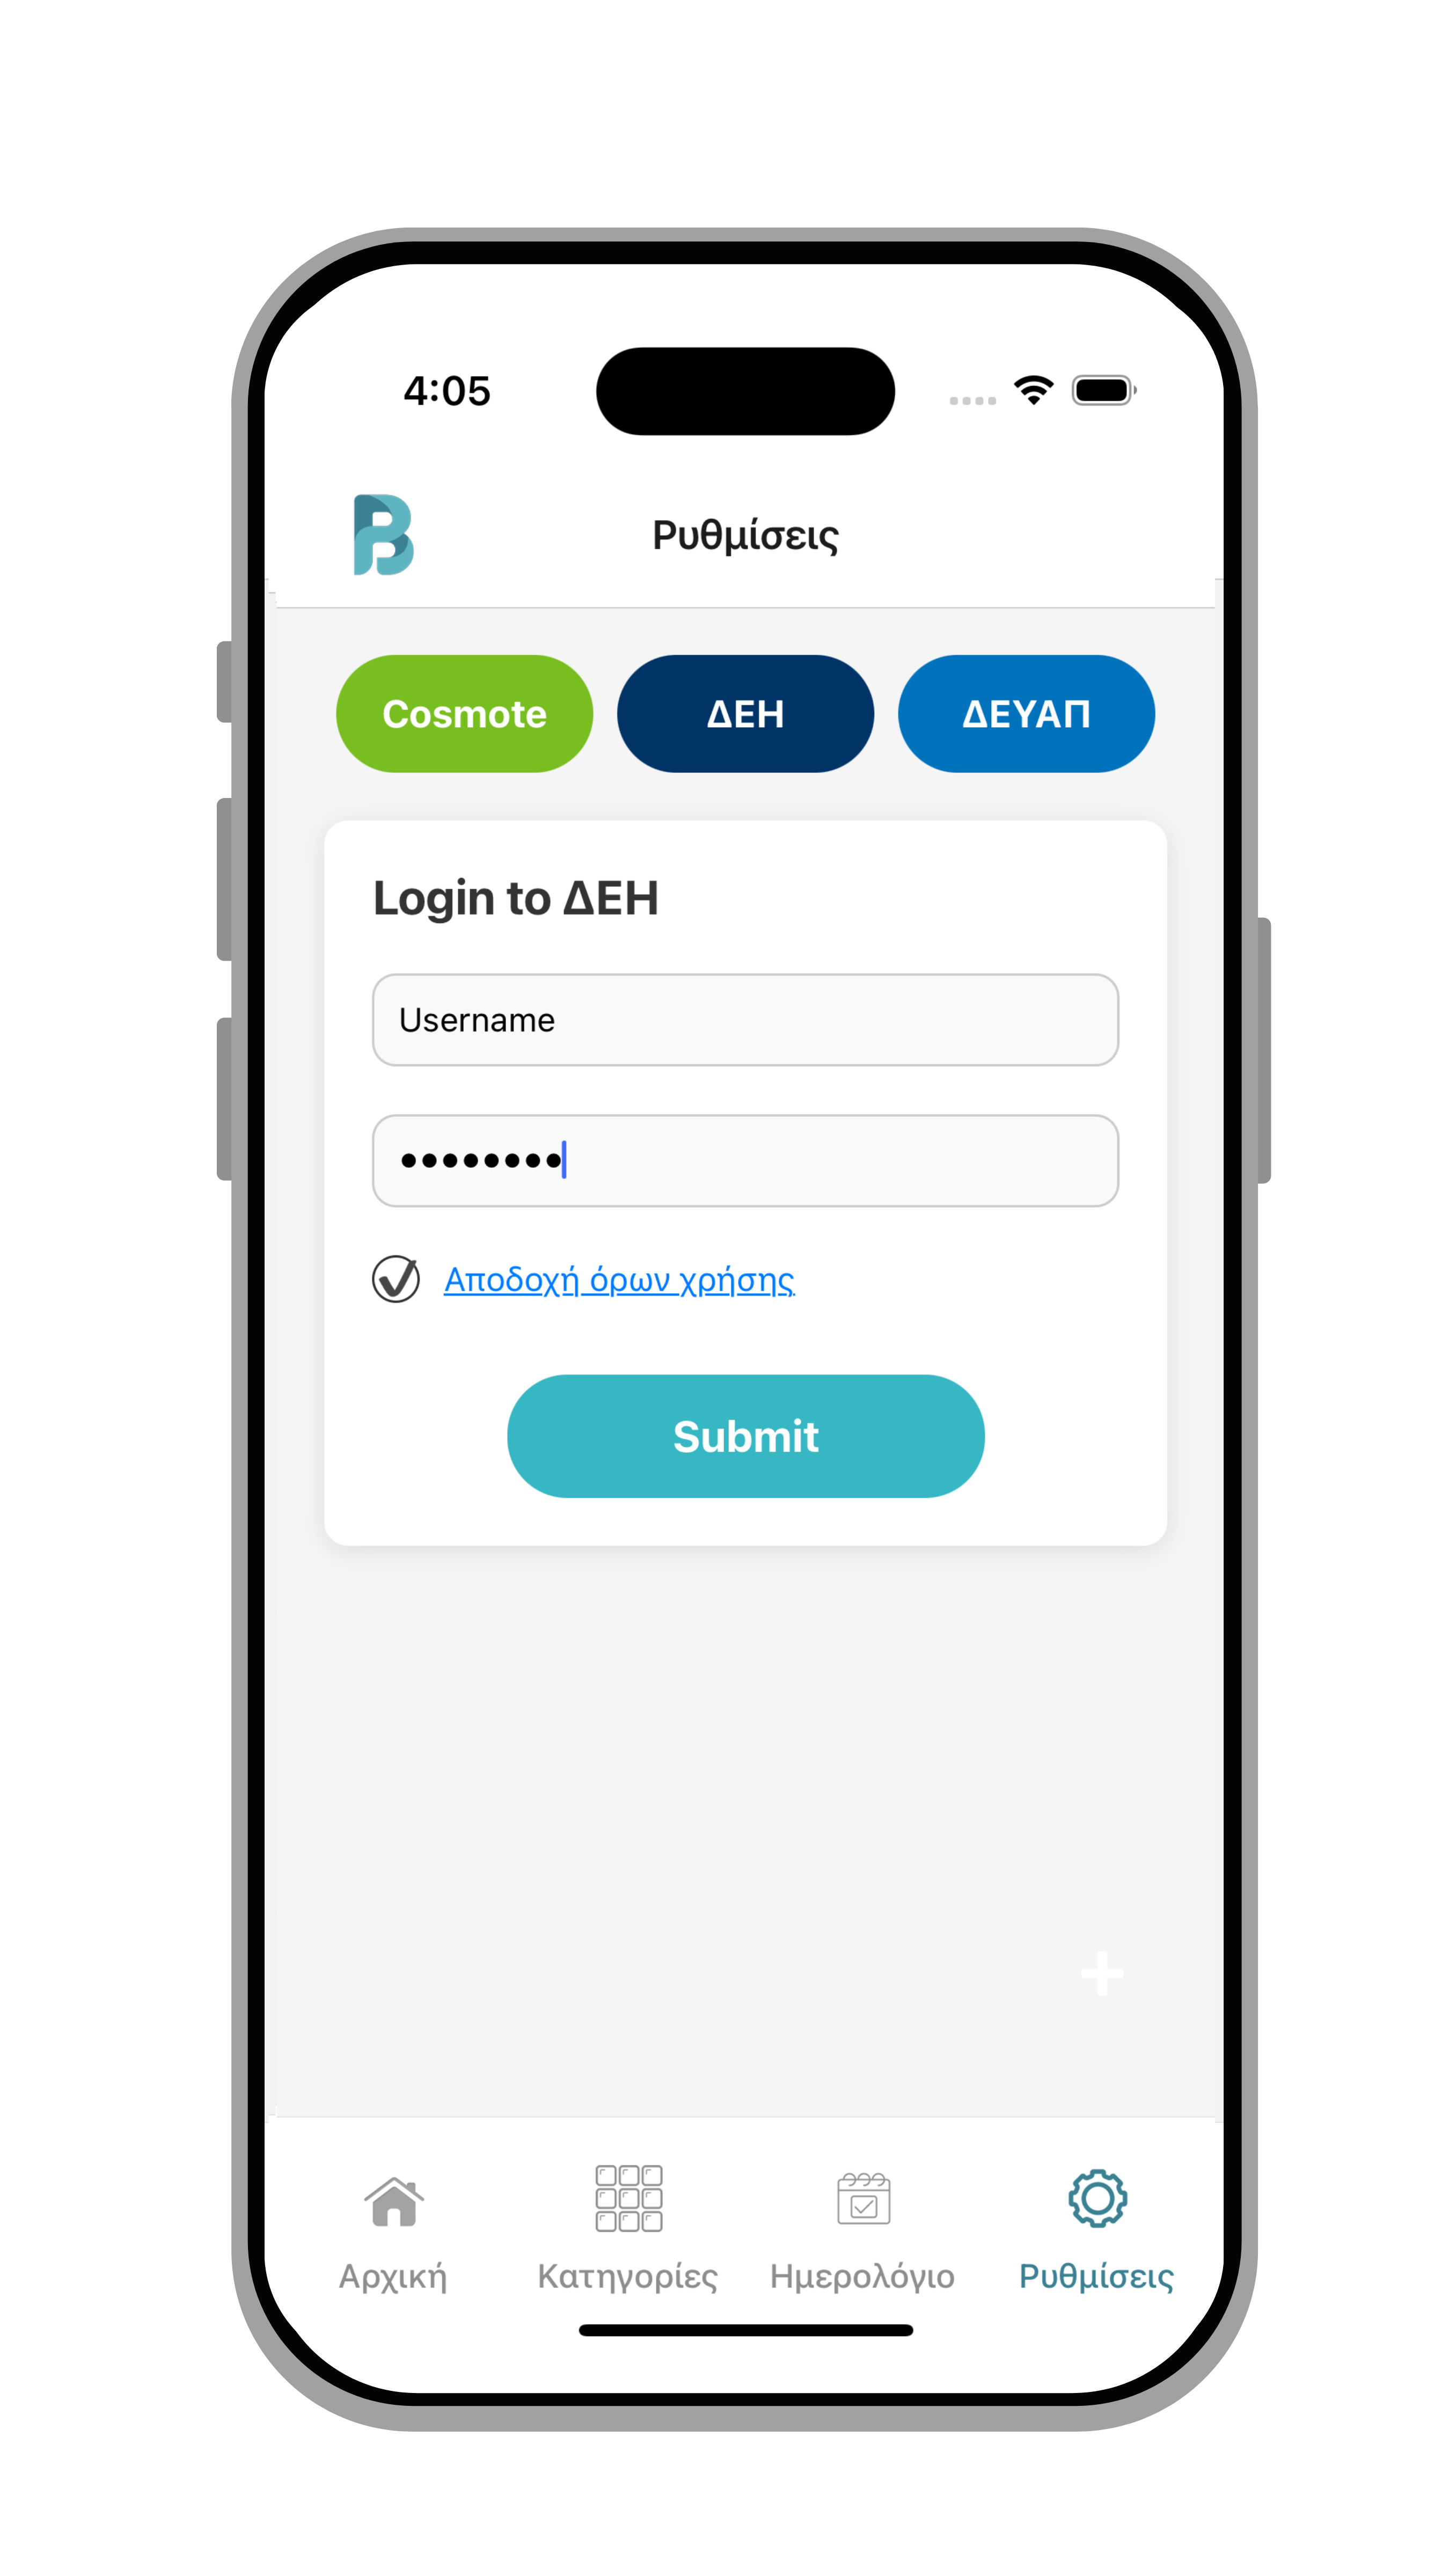 4:05
Ρυθμίσεις
Cosmote ΔΕΗ ΔΕΥΑΠ
Login to ΔΕΗ
Username
••••••••
Αποδοχή όρων χρήσης
Submit
+
Αρχική Κατηγορίες Ημερολόγιο Ρυθμίσεις